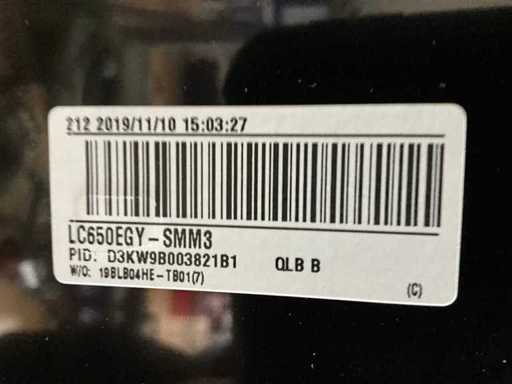 212 2019/11/10 15:03:27
LC650EGY-SMM3
PID: D3KW9B003821B1 QLB B
W/O: 19BLB04HE-TB01(7)
(C)